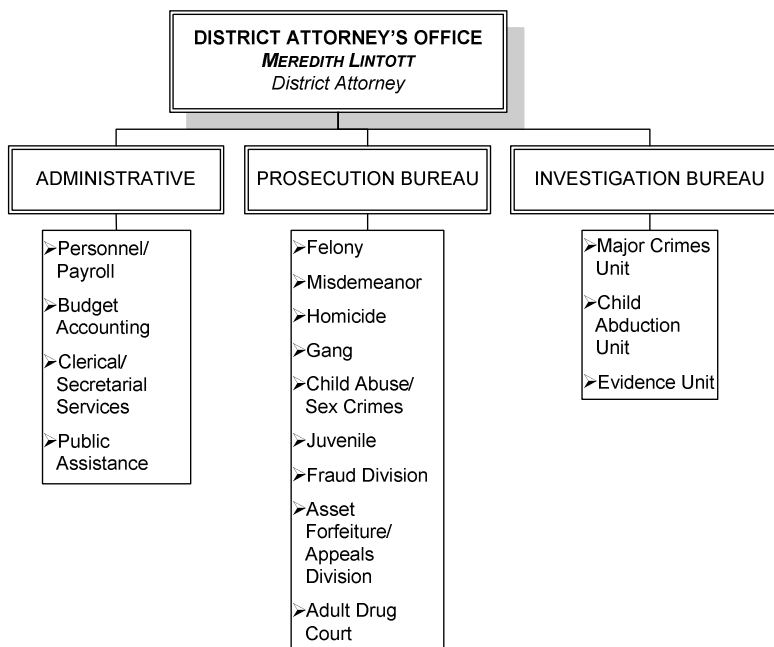 DISTRICT ATTORNEY'S OFFICE
MEREDITH LINTOTT
District Attorney
ADMINISTRATIVE
PROSECUTION BUREAU
INVESTIGATION BUREAU
➢Personnel/
Payroll
➢Budget
Accounting
➢Clerical/
Secretarial
Services
➢Public
Assistance
➢Felony
➢Misdemeanor
➢Homicide
➢Gang
➢Child Abuse/
Sex Crimes
➢Juvenile
➢Fraud Division
➢Asset
Forfeiture/
Appeals
Division
➢Adult Drug
Court
➢Major Crimes
Unit
➢Child
Abduction
Unit
➢Evidence Unit